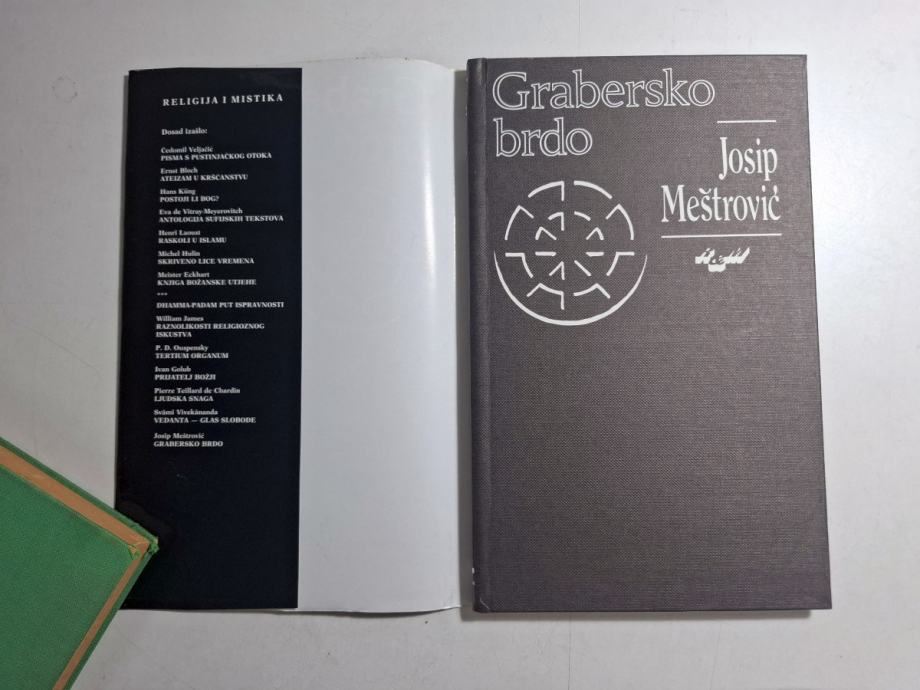 RELIGIJA I MISTIKA
Dosad izašlo:
Čedomil Veljačić
PISMA S PUSTINJAČKOG OTOKA
Ernst Bloch
ATEIZAM U KRŠĆANSTVU
Hans Küng
POSTOJI LI BOG?
Eva de Vitray-Meyerovitch
ANTOLOGIJA SUFIJSKIH TEKSTOVA
Henri Laoust
RASKOLI U ISLAMU
Michel Hulin
SKRIVENO LICE VREMENA
Meister Eckhart
KNJIGA BOŽANSKE UTJEHE
***
DHAMMA-PADAM PUT ISPRAVNOSTI
William James
RAZNOLIKOSTI RELIGIOZNOG
ISKUSTVA
P. D. Ouspensky
TERTIUM ORGANUM
Ivan Golub
PRIJATELJ BOŽJI
Pierre Teillard de Chardin
LJUDSKA SNAGA
Svâmi Vivekânanda
VEDANTA — GLAS SLOBODE
Josip Meštrović
GRABERSKO BRDO
Grabersko
brdo
Josip
Meštrović